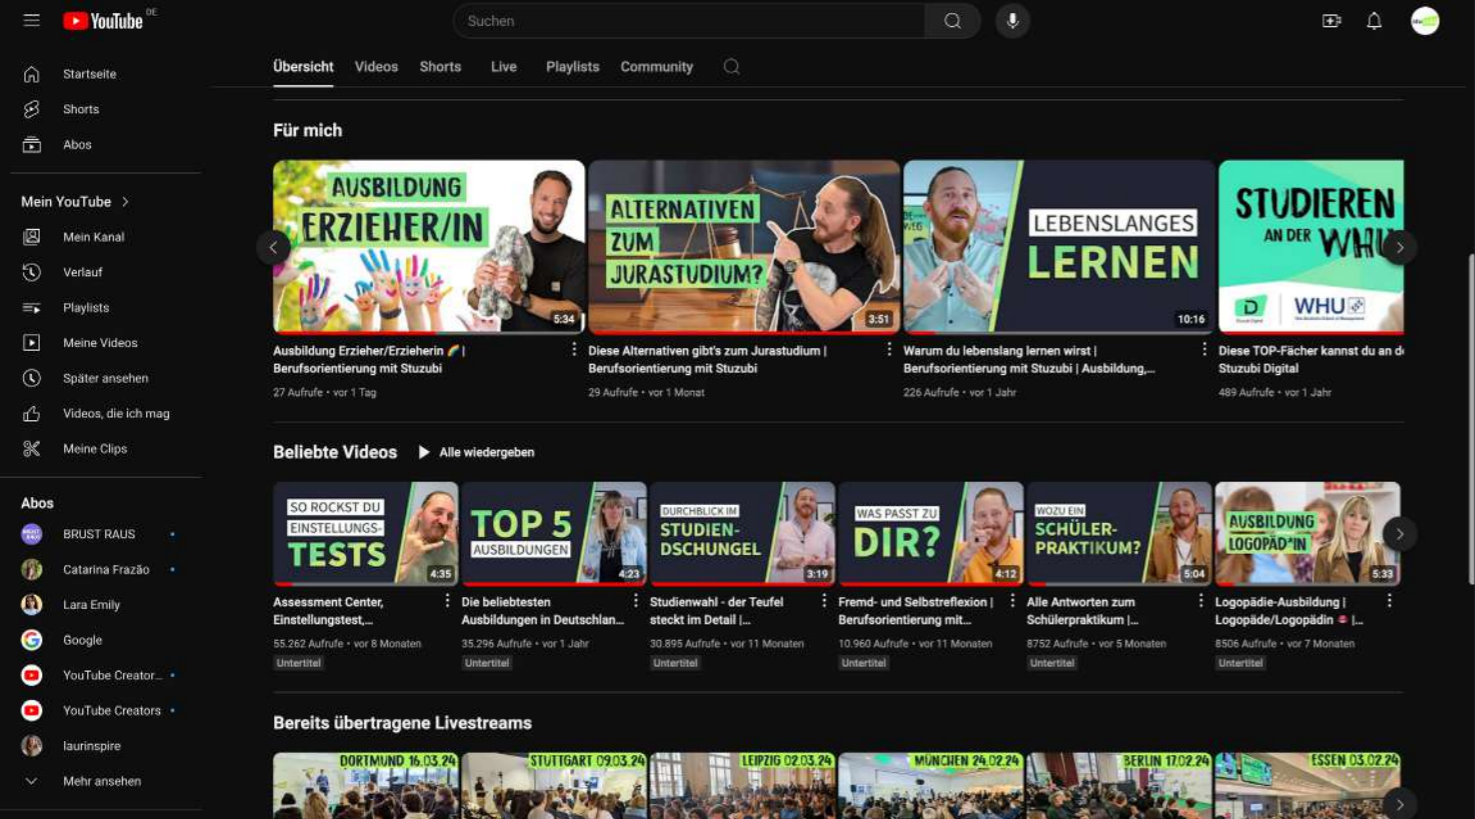 YouTube DE
Suchen
Startseite
Shorts
Abos
Mein YouTube >
Mein Kanal
Verlauf
Playlists
Meine Videos
Später ansehen
Videos, die ich mag
Meine Clips
Abos
BRUST RAUS
Catarina Frazão
Lara Emily
Google
YouTube Creator...
YouTube Creators
laurinspire
Mehr ansehen
Übersicht Videos Shorts Live Playlists Community
Für mich
AUSBILDUNG
ERZIEHER/IN
5:34
Ausbildung Erzieher/Erzieherin 🌈 |
Berufsorientierung mit Stuzubi
27 Aufrufe • vor 1 Tag
ALTERNATIVEN
ZUM
JURASTUDIUM?
3:51
Diese Alternativen gibt's zum Jurastudium |
Berufsorientierung mit Stuzubi
29 Aufrufe • vor 1 Monat
LEBENSLANGES
LERNEN
10:16
Warum du lebenslang lernen wirst |
Berufsorientierung mit Stuzubi | Ausbildung,...
226 Aufrufe • vor 1 Jahr
STUDIEREN
AN DER WHU
WHU
Diese TOP-Fächer kannst du an d
Stuzubi Digital
489 Aufrufe • vor 1 Jahr
Beliebte Videos Alle wiedergeben
SO ROCKST DU
EINSTELLUNGS-
TESTS
4:35
Assessment Center,
Einstellungstest,...
55.262 Aufrufe • vor 8 Monaten
Untertitel
TOP 5
AUSBILDUNGEN
4:23
Die beliebtesten
Ausbildungen in Deutschlan...
35.296 Aufrufe • vor 1 Jahr
Untertitel
DURCHBLICK IM
STUDIEN-
DSCHUNGEL
3:19
Studienwahl - der Teufel
steckt im Detail |...
30.895 Aufrufe • vor 11 Monaten
Untertitel
WAS PASST ZU
DIR?
4:12
Fremd- und Selbstreflexion |
Berufsorientierung mit...
10.960 Aufrufe • vor 11 Monaten
Untertitel
WOZU EIN
SCHÜLER-
PRAKTIKUM?
5:04
Alle Antworten zum
Schülerpraktikum |...
8752 Aufrufe • vor 5 Monaten
Untertitel
AUSBILDUNG
LOGOPÄD*IN
5:33
Logopädie-Ausbildung |
Logopäde/Logopädin |...
8506 Aufrufe • vor 7 Monaten
Untertitel
Bereits übertragene Livestreams
DORTMUND 16.03.24
STUTTGART 09.03.24
LEIPZIG 02.03.24
MÜNCHEN 24.02.24
BERLIN 17.02.24
ESSEN 03.02.24